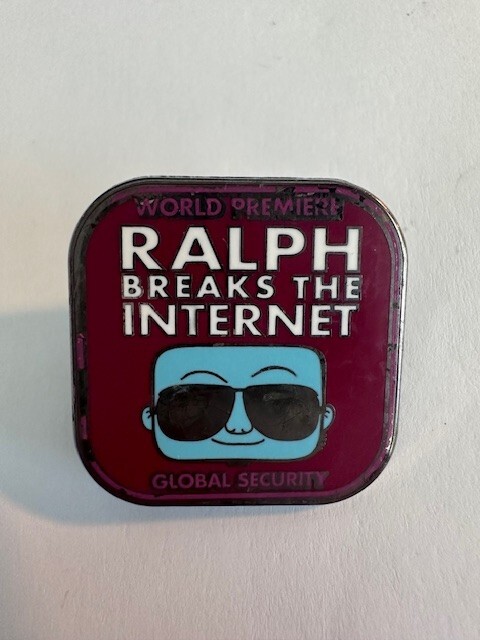 WORLD PREMIERE
RALPH
BREAKS THE
INTERNET
GLOBAL SECURITY